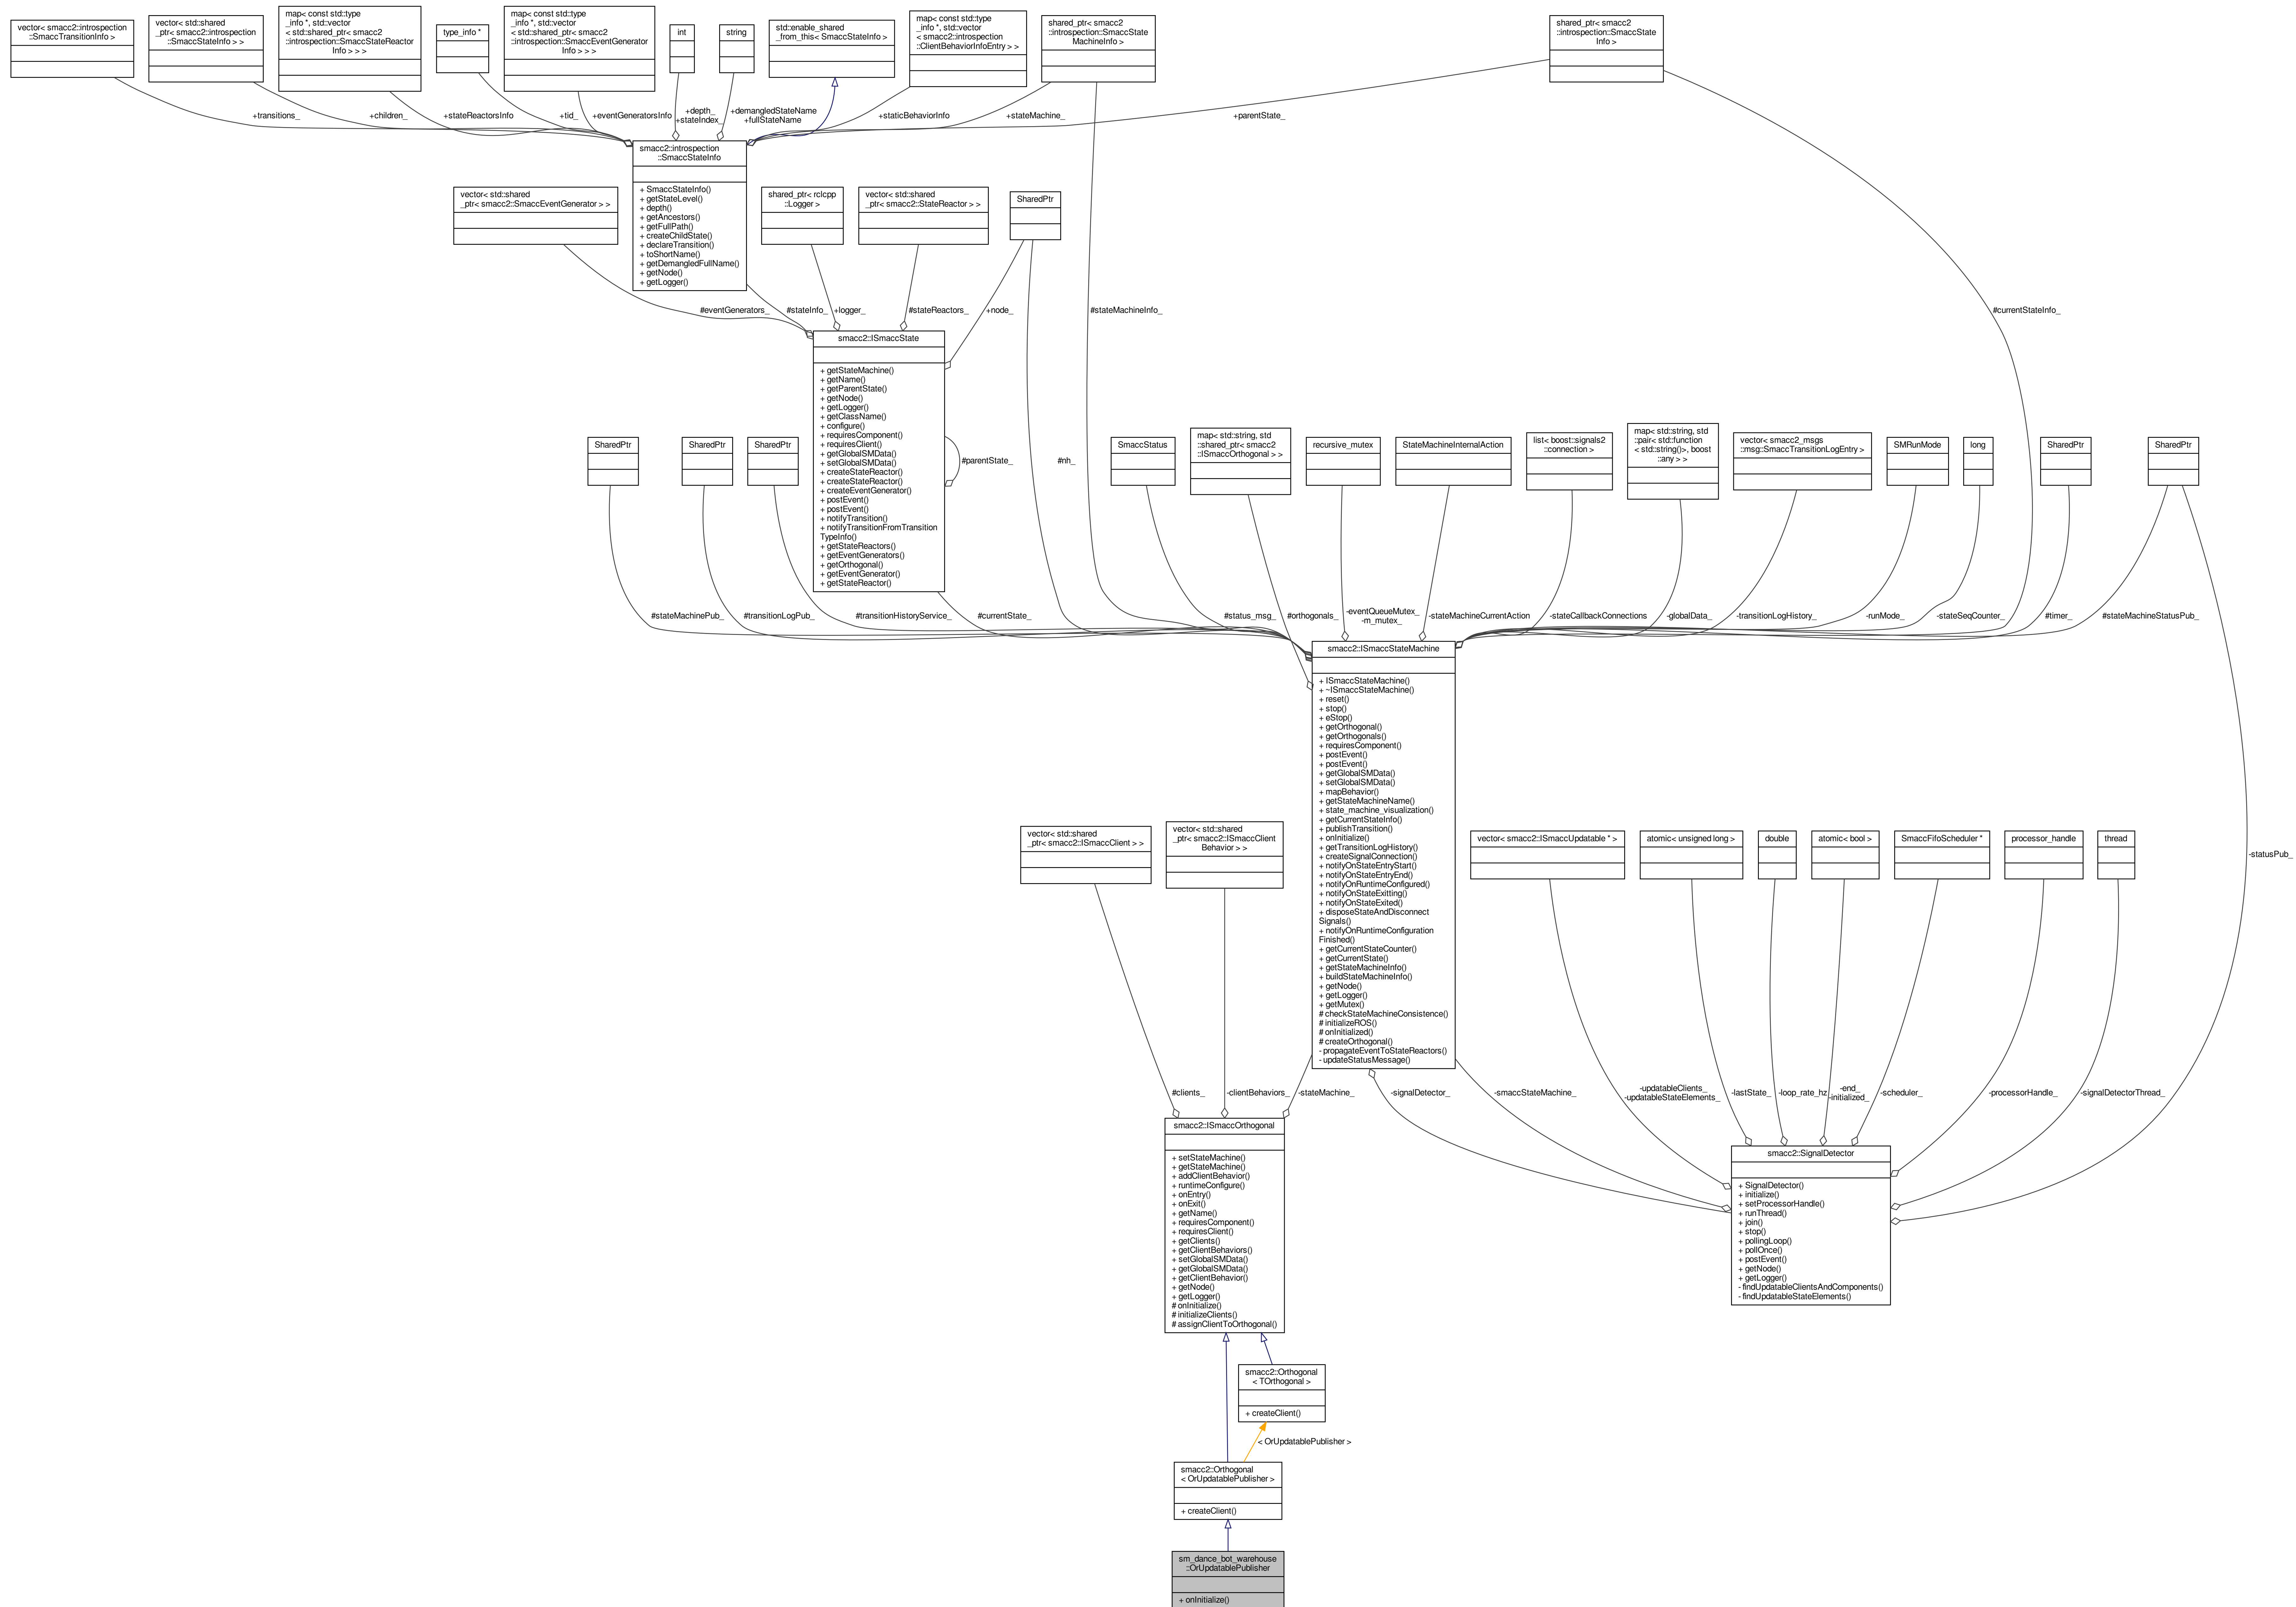 vector< smacc2::introspection
::SmaccTransitionInfo >
vector< std::shared
_ptr< smacc2::introspection
::SmaccStateInfo > >
map< const std::type
_info *, std::vector
< std::shared_ptr< smacc2
::introspection::SmaccStateReactor
Info > > >
type_info *
map< const std::type
_info *, std::vector
< std::shared_ptr< smacc2
::introspection::SmaccEventGenerator
Info > > >
int
string
std::enable_shared
_from_this< SmaccStateInfo >
map< const std::type
_info *, std::vector
< smacc2::introspection
::ClientBehaviorInfoEntry > >
shared_ptr< smacc2
::introspection::SmaccState
MachineInfo >
shared_ptr< smacc2
::introspection::SmaccState
Info >
+transitions_
+children_
+stateReactorsInfo
+tid_
+eventGeneratorsInfo
+depth_
+stateIndex_
+demangledStateName
+fullStateName
+staticBehaviorInfo
+stateMachine_
+parentState_
smacc2::introspection
::SmaccStateInfo
+ SmaccStateInfo()
+ getStateLevel()
+ depth()
+ getAncestors()
+ getFullPath()
+ createChildState()
+ declareTransition()
+ toShortName()
+ getDemangledFullName()
+ getNode()
+ getLogger()
vector< std::shared
_ptr< smacc2::SmaccEventGenerator > >
shared_ptr< rclcpp
::Logger >
vector< std::shared
_ptr< smacc2::StateReactor > >
SharedPtr
#eventGenerators_
#stateInfo_
+logger_
#stateReactors_
+node_
#stateMachineInfo_
#currentStateInfo_
smacc2::ISmaccState
+ getStateMachine()
+ getName()
+ getParentState()
+ getNode()
+ getLogger()
+ getClassName()
+ configure()
+ requiresComponent()
+ requiresClient()
+ getGlobalSMData()
+ setGlobalSMData()
+ createStateReactor()
+ createStateReactor()
+ createEventGenerator()
+ postEvent()
+ postEvent()
+ notifyTransition()
+ notifyTransitionFromTransition
TypeInfo()
+ getStateReactors()
+ getEventGenerators()
+ getOrthogonal()
+ getEventGenerator()
+ getStateReactor()
#parentState_
#nh_
SharedPtr
SharedPtr
SharedPtr
SmaccStatus
map< std::string, std
::shared_ptr< smacc2
::ISmaccOrthogonal > >
recursive_mutex
StateMachineInternalAction
list< boost::signals2
::connection >
map< std::string, std
::pair< std::function
< std::string()>, boost
::any > >
vector< smacc2_msgs
::msg::SmaccTransitionLogEntry >
SMRunMode
long
SharedPtr
SharedPtr
#stateMachinePub_
#transitionLogPub_
#transitionHistoryService_
#currentState_
#status_msg_
#orthogonals_
-eventQueueMutex_
-m_mutex_
-stateMachineCurrentAction
-stateCallbackConnections
-globalData_
-transitionLogHistory_
-runMode_
-stateSeqCounter_
#timer_
#stateMachineStatusPub_
smacc2::ISmaccStateMachine
+ ISmaccStateMachine()
+ ~ISmaccStateMachine()
+ reset()
+ stop()
+ eStop()
+ getOrthogonal()
+ getOrthogonals()
+ requiresComponent()
+ postEvent()
+ postEvent()
+ getGlobalSMData()
+ setGlobalSMData()
+ mapBehavior()
+ getStateMachineName()
+ state_machine_visualization()
+ getCurrentStateInfo()
+ publishTransition()
+ onInitialize()
+ getTransitionLogHistory()
+ createSignalConnection()
+ notifyOnStateEntryStart()
+ notifyOnStateEntryEnd()
+ notifyOnRuntimeConfigured()
+ notifyOnStateExitting()
+ notifyOnStateExited()
+ disposeStateAndDisconnect
Signals()
+ notifyOnRuntimeConfiguration
Finished()
+ getCurrentStateCounter()
+ getCurrentState()
+ getStateMachineInfo()
+ buildStateMachineInfo()
+ getNode()
+ getLogger()
+ getMutex()
# checkStateMachineConsistence()
# initializeROS()
# onInitialized()
# createOrthogonal()
- propagateEventToStateReactors()
- updateStatusMessage()
vector< std::shared
_ptr< smacc2::ISmaccClient > >
vector< std::shared
_ptr< smacc2::ISmaccClient
Behavior > >
vector< smacc2::ISmaccUpdatable * >
atomic< unsigned long >
double
atomic< bool >
SmaccFifoScheduler *
processor_handle
thread
-statusPub_
#clients_
-clientBehaviors_
-stateMachine_
-signalDetector_
-smaccStateMachine_
-updatableClients_
-updatableStateElements_
-lastState_
-loop_rate_hz
-end_
-initialized_
-scheduler_
-processorHandle_
-signalDetectorThread_
smacc2::ISmaccOrthogonal
+ setStateMachine()
+ getStateMachine()
+ addClientBehavior()
+ runtimeConfigure()
+ onEntry()
+ onExit()
+ getName()
+ requiresComponent()
+ requiresClient()
+ getClients()
+ getClientBehaviors()
+ setGlobalSMData()
+ getGlobalSMData()
+ getClientBehavior()
+ getNode()
+ getLogger()
# onInitialize()
# initializeClients()
# assignClientToOrthogonal()
smacc2::SignalDetector
+ SignalDetector()
+ initialize()
+ setProcessorHandle()
+ runThread()
+ join()
+ stop()
+ pollingLoop()
+ pollOnce()
+ postEvent()
+ getNode()
+ getLogger()
- findUpdatableClientsAndComponents()
- findUpdatableStateElements()
smacc2::Orthogonal
< TOrthogonal >
+ createClient()
< OrUpdatablePublisher >
smacc2::Orthogonal
< OrUpdatablePublisher >
+ createClient()
sm_dance_bot_warehouse
::OrUpdatablePublisher
+ onInitialize()